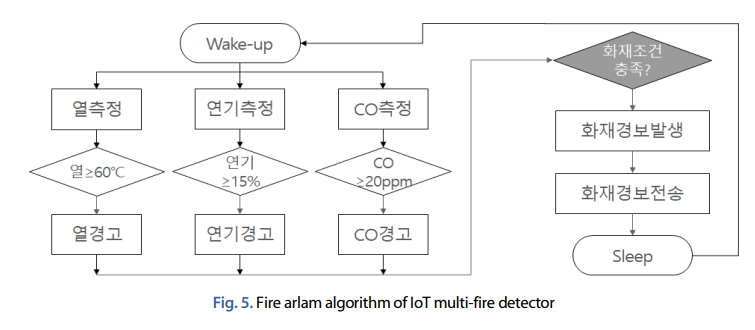 Wake-up
열측정
연기측정
CO측정
열≥60℃
연기
≥15%
CO
≥20ppm
열경고
연기경고
CO경고
화재조건
충족?
화재경보발생
화재경보전송
Sleep
Fig. 5. Fire arlam algorithm of IoT multi-fire detector